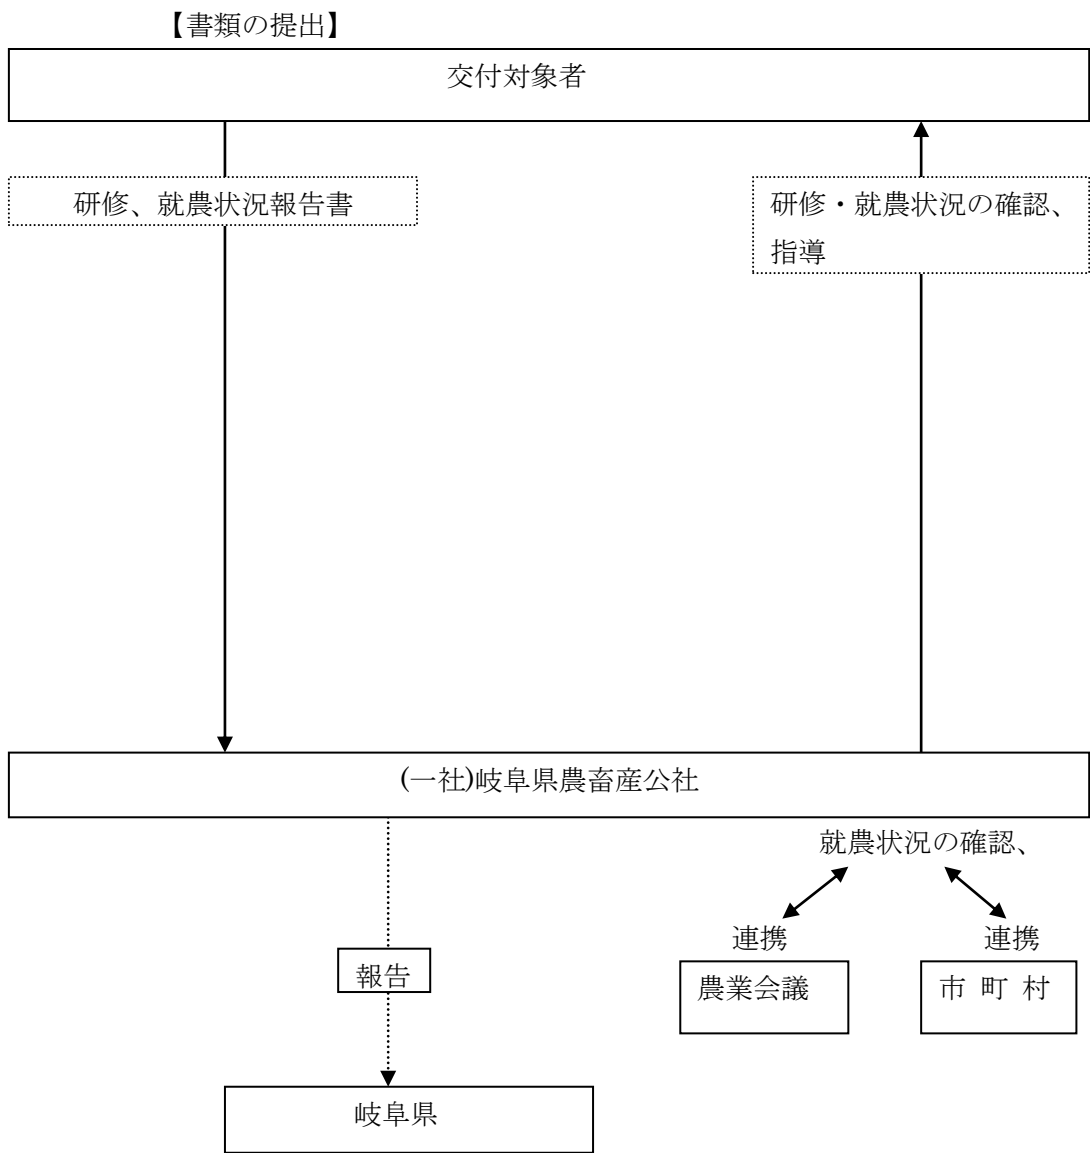 【書類の提出】
交付対象者
研修、就農状況報告書
研修・就農状況の確認、
指導
(一社)岐阜県農畜産公社
就農状況の確認、
連携
連携
報告
農業会議
市 町 村
岐阜県